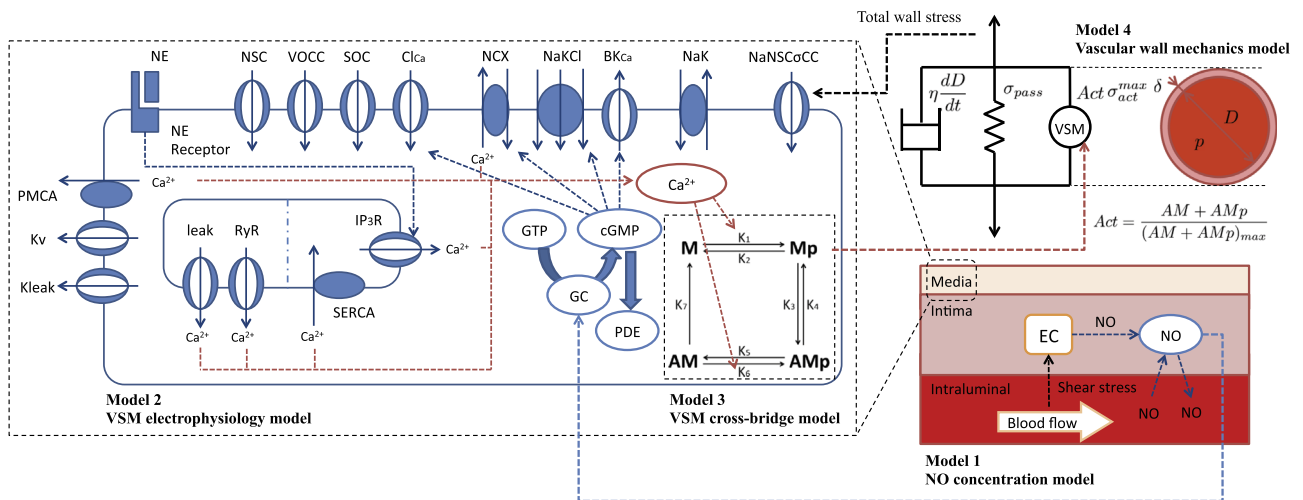 Total wall stress
Model 4
Vascular wall mechanics model
NE
NSC
VOCC
SOC
ClCa
NCX
NaKCl
BKCa
NaK
NaNSCσCC
NE
Receptor
η dD/dt
σ_pass
VSM
Act σ_act^max δ
D
p
Act = (AM + AMp)/(AM + AMp)_max
PMCA
Ca²⁺
Ca²⁺
Ca²⁺
Kv
Kleak
leak
RyR
IP3R
Ca²⁺
SERCA
Ca²⁺
Ca²⁺
Ca²⁺
GTP
cGMP
GC
PDE
M
K₁
K₂
Mp
K₇
K₃
K₄
AM
K₅
K₆
AMp
Model 2
VSM electrophysiology model
Model 3
VSM cross-bridge model
Media
Intima
EC
NO
NO
Intraluminal
Shear stress
NO
NO
Blood flow
Model 1
NO concentration model